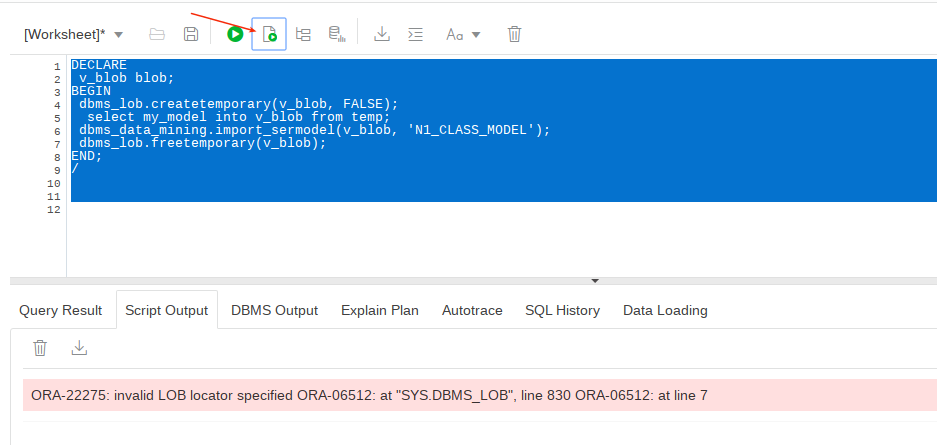 [Worksheet]*
Aa
1 DECLARE
2 v_blob blob;
3 BEGIN
4 dbms_lob.createtemporary(v_blob, FALSE);
5 select my_model into v_blob from temp;
6 dbms_data_mining.import_sermodel(v_blob, 'N1_CLASS_MODEL');
7 dbms_lob.freetemporary(v_blob);
8 END;
9 /
10
11
12
Query Result Script Output DBMS Output Explain Plan Autotrace SQL History Data Loading
ORA-22275: invalid LOB locator specified ORA-06512: at "SYS.DBMS_LOB", line 830 ORA-06512: at line 7